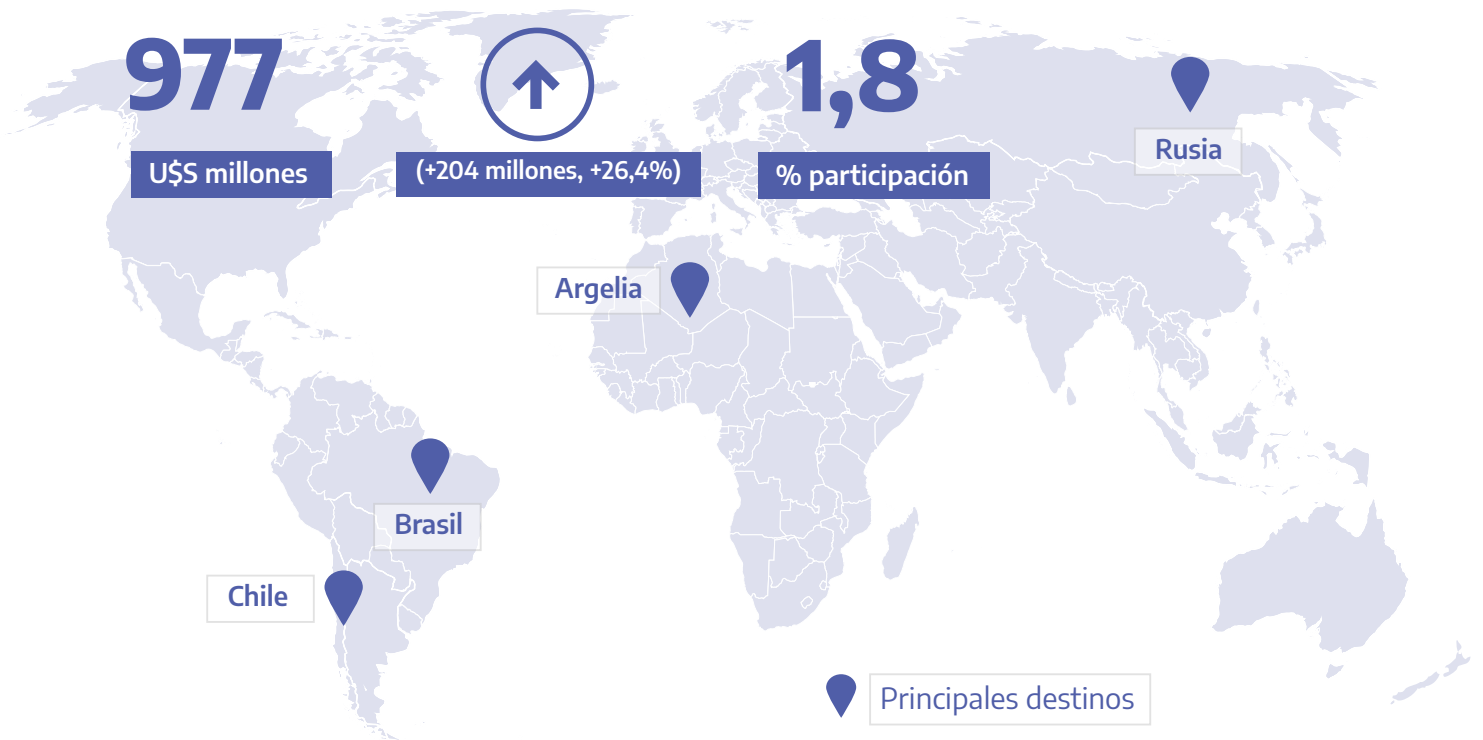 977
U$S millones
(+204 millones, +26,4%)
1,8
% participación
Rusia
Argelia
Brasil
Chile
Principales destinos